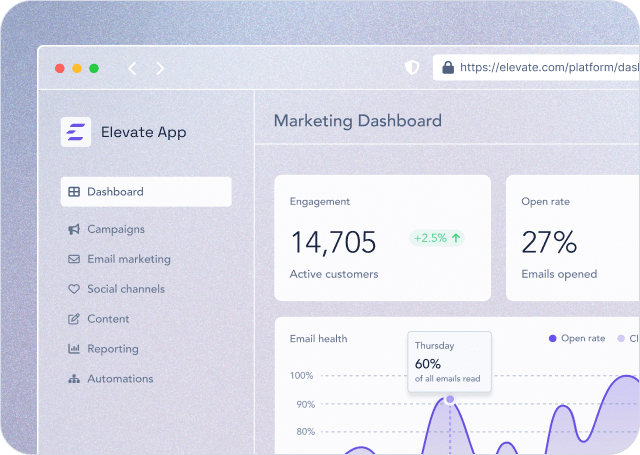 https://elevate.com/platform/das
Elevate App
Marketing Dashboard
Dashboard
Campaigns
Email marketing
Social channels
Content
Reporting
Automations
Engagement
14,705
+2.5%
Active customers
Open rate
27%
Emails opened
Email health
Thursday
60%
of all emails read
Open rate
100%
90%
80%